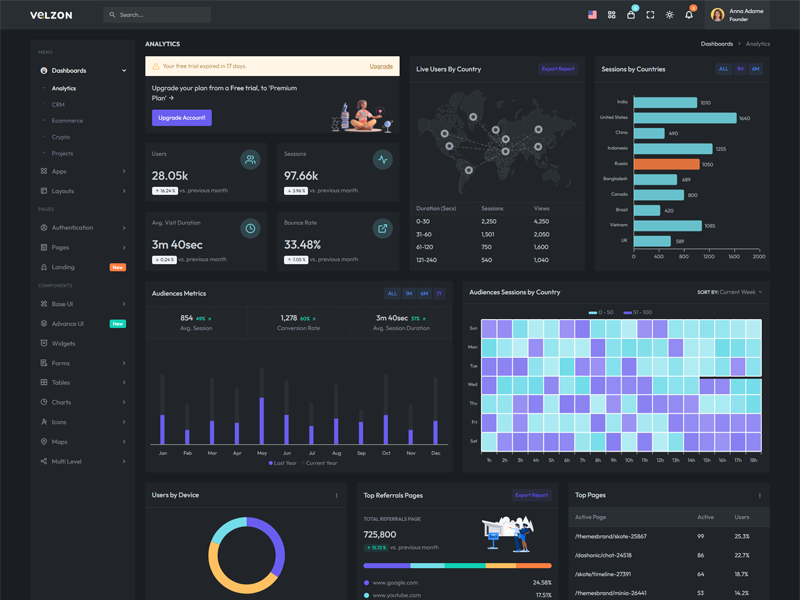 VELZON
Search...
5
3
Anna Adame
Founder
MENU
Dashboards
Analytics
CRM
Ecommerce
Crypto
Projects
Apps
Layouts
PAGES
Authentication
Pages
Landing
New
COMPONENTS
Base UI
Advance UI
New
Widgets
Forms
Tables
Charts
Icons
Maps
Multi Level
ANALYTICS
Dashboards > Analytics
Your free trial expired in 17 days.
Upgrade
Upgrade your plan from a Free trial, to 'Premium
Plan' →
Upgrade Account!
Users
28.05k
16.24 %
vs. previous month
Sessions
97.66k
3.96 %
vs. previous month
Avg. Visit Duration
3m 40sec
0.24 %
vs. previous month
Bounce Rate
33.48%
7.05 %
vs. previous month
Live Users By Country
Export Report
Duration (Secs) Sessions Views
0-30 2,250 4,250
31-60 1,501 2,050
61-120 750 1,600
121-240 540 1,040
Sessions by Countries
ALL 1M 6M
India 1010
United States 1640
China 490
Indonesia 1255
Russia 1050
Bangladesh 689
Canada 800
Brazil 420
Vietnam 1085
UK 589
0 400 800 1200 1600 2000
Audiences Metrics
ALL 1M 6M 1Y
854 49%
Avg. Session
1,278 60%
Conversion Rate
3m 40sec 37%
Avg. Session Duration
Jan Feb Mar Apr May Jun Jul Aug Sep Oct Nov Dec
Last Year Current Year
Audiences Sessions by Country
SORT BY: Current Week
0 - 50 51 - 100
Sun
Mon
Tue
Wed
Thu
Fri
Sat
1h 2h 3h 4h 5h 6h 7h 8h 9h 10h 11h 12h 13h 14h 15h 16h 17h 18h
Users by Device
Top Referrals Pages
Export Report
TOTAL REFERRALS PAGE
725,800
15.72 %
vs. previous month
www.google.com 24.58%
www.youtube.com 17.51%
Top Pages
Active Page Active Users
/themesbrand/skote-25867 99 25.3%
/dashonic/chat-24518 86 22.7%
/skote/timeline-27391 64 18.7%
/themesbrand/minia-26441 53 14.2%